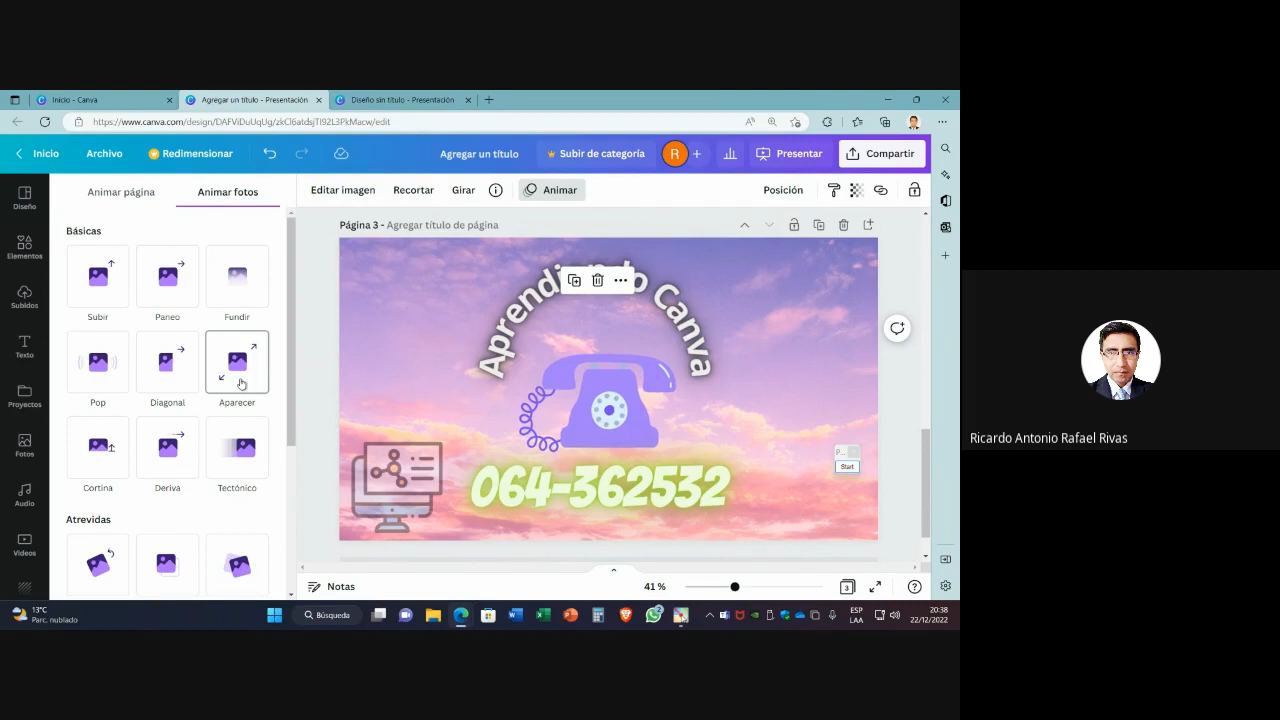 Inicio - Canva
Agregar un título - Presentación
Diseño sin título - Presentación
https://www.canva.com/design/DAFViDuUqUg/zkCl6atdsjTI92L3PkMacw/edit
Inicio
Archivo
Redimensionar
Agregar un título
Subir de categoría
R
Presentar
Compartir
Diseño
Elementos
Subidos
Texto
Proyectos
Fotos
Audio
Videos
Animar página
Animar fotos
Básicas
Subir
Paneo
Fundir
Pop
Diagonal
Aparecer
Cortina
Deriva
Tectónico
Atrevidas
Editar imagen
Recortar
Girar
Animar
Posición
Página 3 - Agregar título de página
Aprendiendo Canva
064-362532
P...
Start
Notas
41 %
3
Ricardo Antonio Rafael Rivas
13°C
Parc. nublado
Búsqueda
ESP
LAA
20:38
22/12/2022